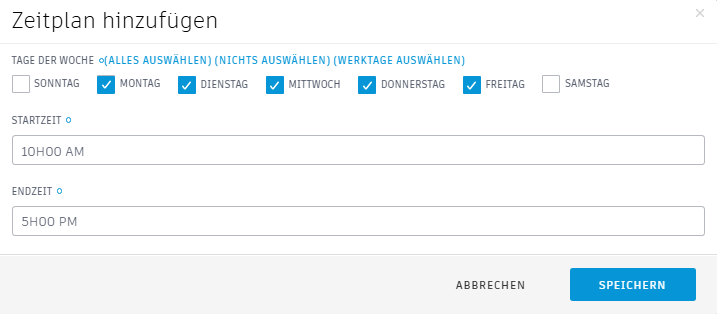 Zeitplan hinzufügen
TAGE DER WOCHE (ALLES AUSWÄHLEN) (NICHTS AUSWÄHLEN) (WERKTAGE AUSWÄHLEN)
SONNTAG MONTAG DIENSTAG MITTWOCH DONNERSTAG FREITAG SAMSTAG
STARTZEIT
10H00 AM
ENDZEIT
5H00 PM
ABBRECHEN SPEICHERN